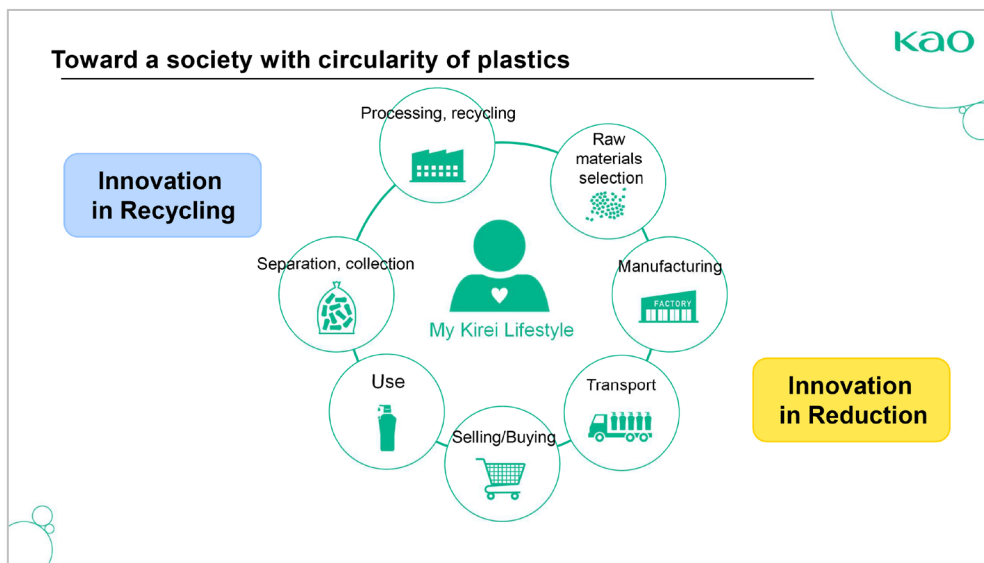 Kao
Toward a society with circularity of plastics
Processing, recycling
Raw
materials
selection
Innovation
in Recycling
Separation, collection
Manufacturing
FACTORY
My Kirei Lifestyle
Use
Transport
Innovation
in Reduction
Selling/Buying